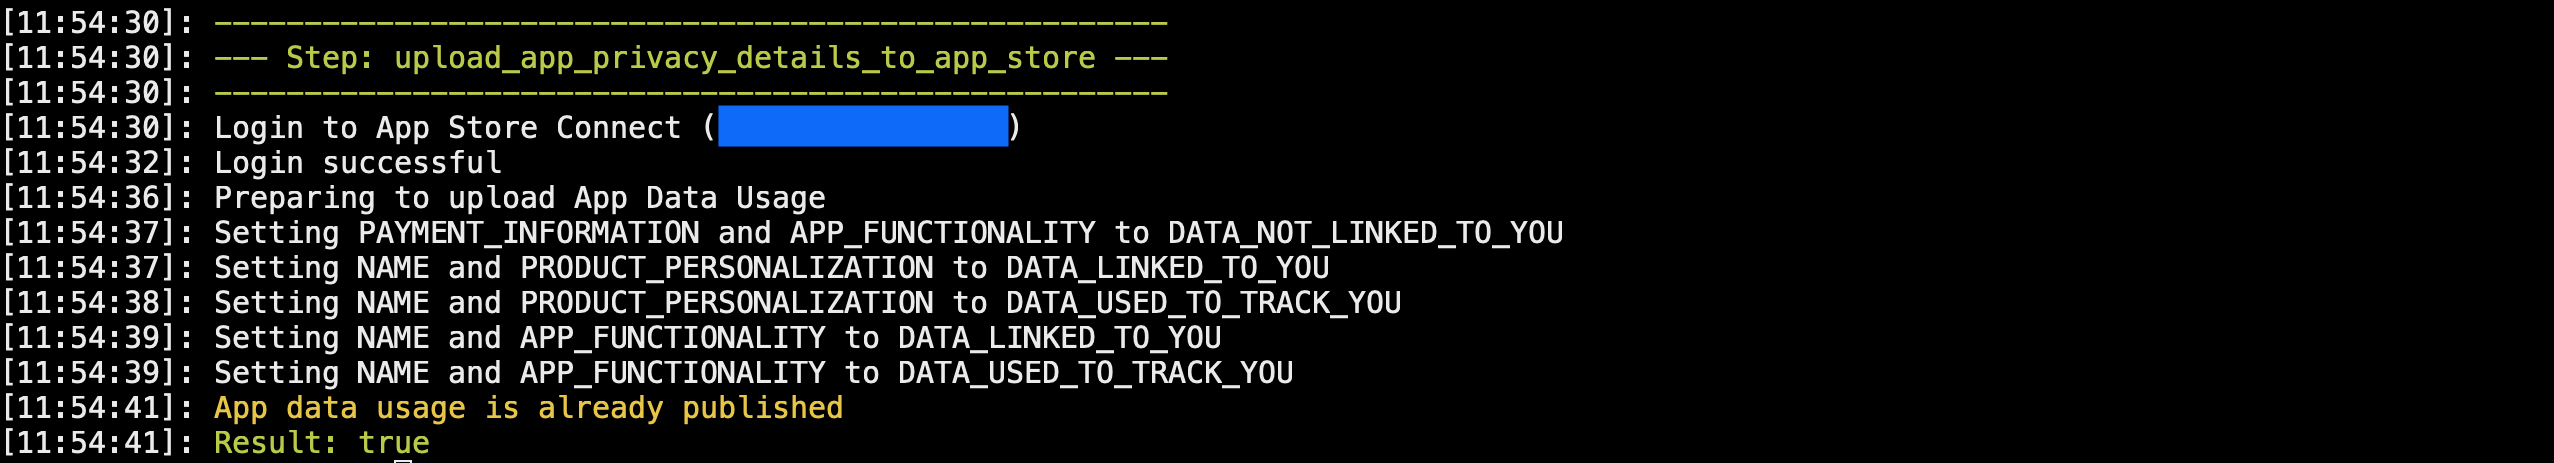 [11:54:30]: -----------------------------------------------------
[11:54:30]: --- Step: upload_app_privacy_details_to_app_store ---
[11:54:30]: -----------------------------------------------------
[11:54:30]: Login to App Store Connect ( )
[11:54:32]: Login successful
[11:54:36]: Preparing to upload App Data Usage
[11:54:37]: Setting PAYMENT_INFORMATION and APP_FUNCTIONALITY to DATA_NOT_LINKED_TO_YOU
[11:54:37]: Setting NAME and PRODUCT_PERSONALIZATION to DATA_LINKED_TO_YOU
[11:54:38]: Setting NAME and PRODUCT_PERSONALIZATION to DATA_USED_TO_TRACK_YOU
[11:54:39]: Setting NAME and APP_FUNCTIONALITY to DATA_LINKED_TO_YOU
[11:54:39]: Setting NAME and APP_FUNCTIONALITY to DATA_USED_TO_TRACK_YOU
[11:54:41]: App data usage is already published
[11:54:41]: Result: true